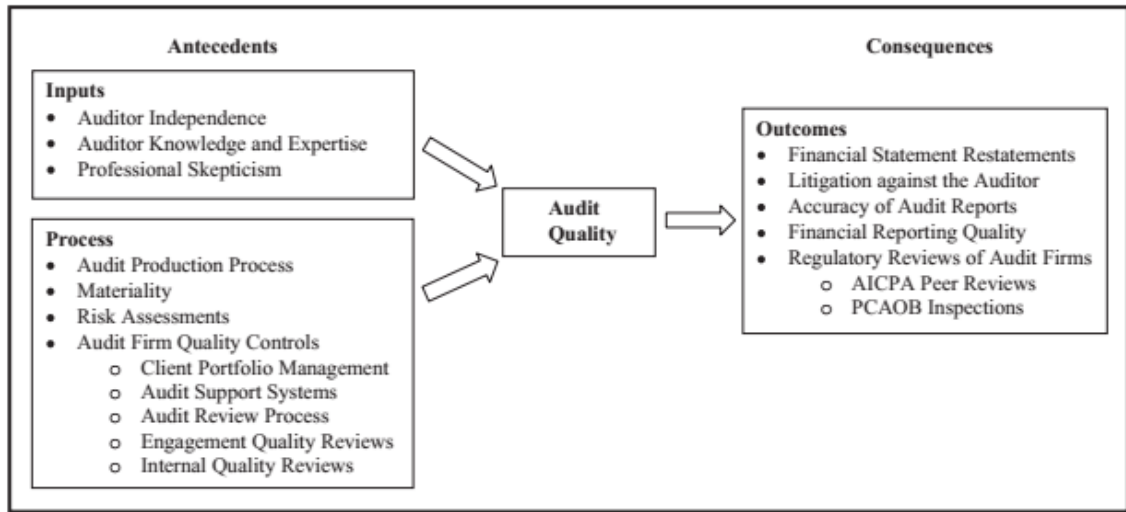 Antecedents
Inputs
• Auditor Independence
• Auditor Knowledge and Expertise
• Professional Skepticism
Process
• Audit Production Process
• Materiality
• Risk Assessments
• Audit Firm Quality Controls
o Client Portfolio Management
o Audit Support Systems
o Audit Review Process
o Engagement Quality Reviews
o Internal Quality Reviews
Audit
Quality
Consequences
Outcomes
• Financial Statement Restatements
• Litigation against the Auditor
• Accuracy of Audit Reports
• Financial Reporting Quality
• Regulatory Reviews of Audit Firms
o AICPA Peer Reviews
o PCAOB Inspections